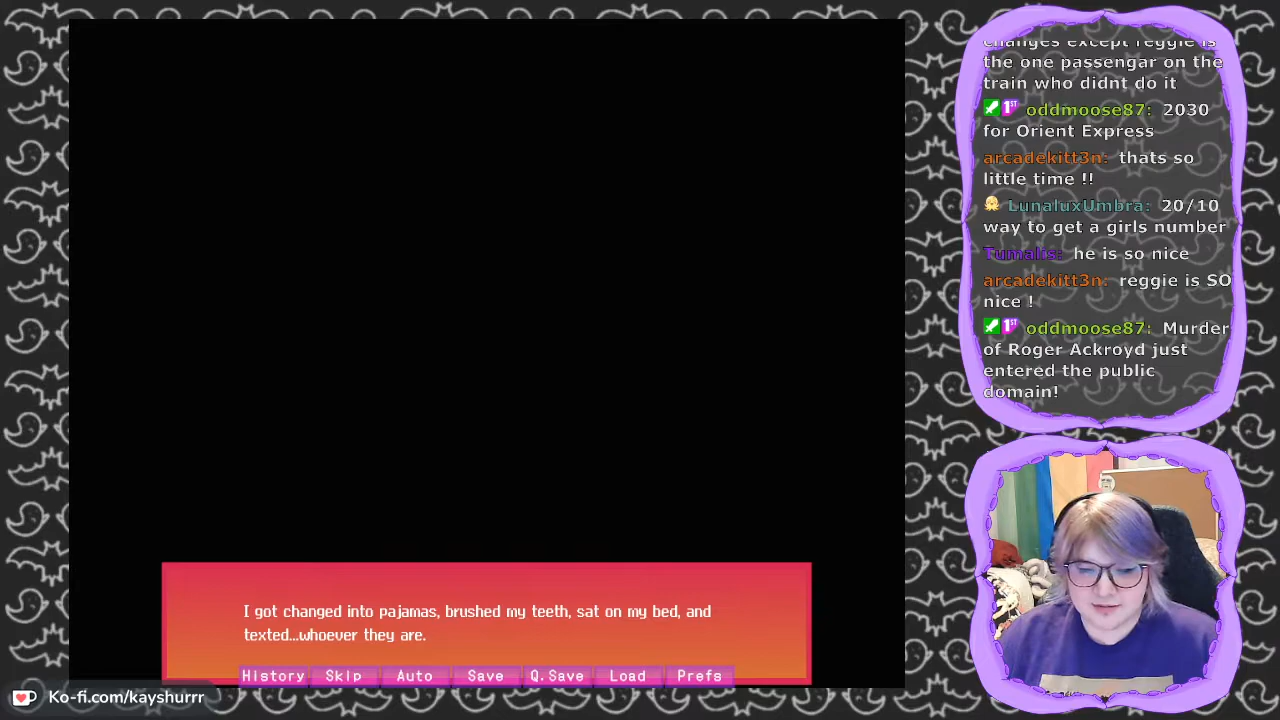 changes except reggie is
the one passengar on the
train who didnt do it
1ST oddmoose87: 2030
for Orient Express
arcadekitt3n: thats so
little time !!
LunaluxUmbra: 20/10
way to get a girls number
Tumalis: he is so nice
arcadekitt3n: reggie is SO
nice !
1ST oddmoose87: Murder
of Roger Ackroyd just
entered the public
domain!
I got changed into pajamas, brushed my teeth, sat on my bed, and
texted...whoever they are.
History Skip Auto Save Q.Save Load Prefs
Ko-fi.com/kayshurrr